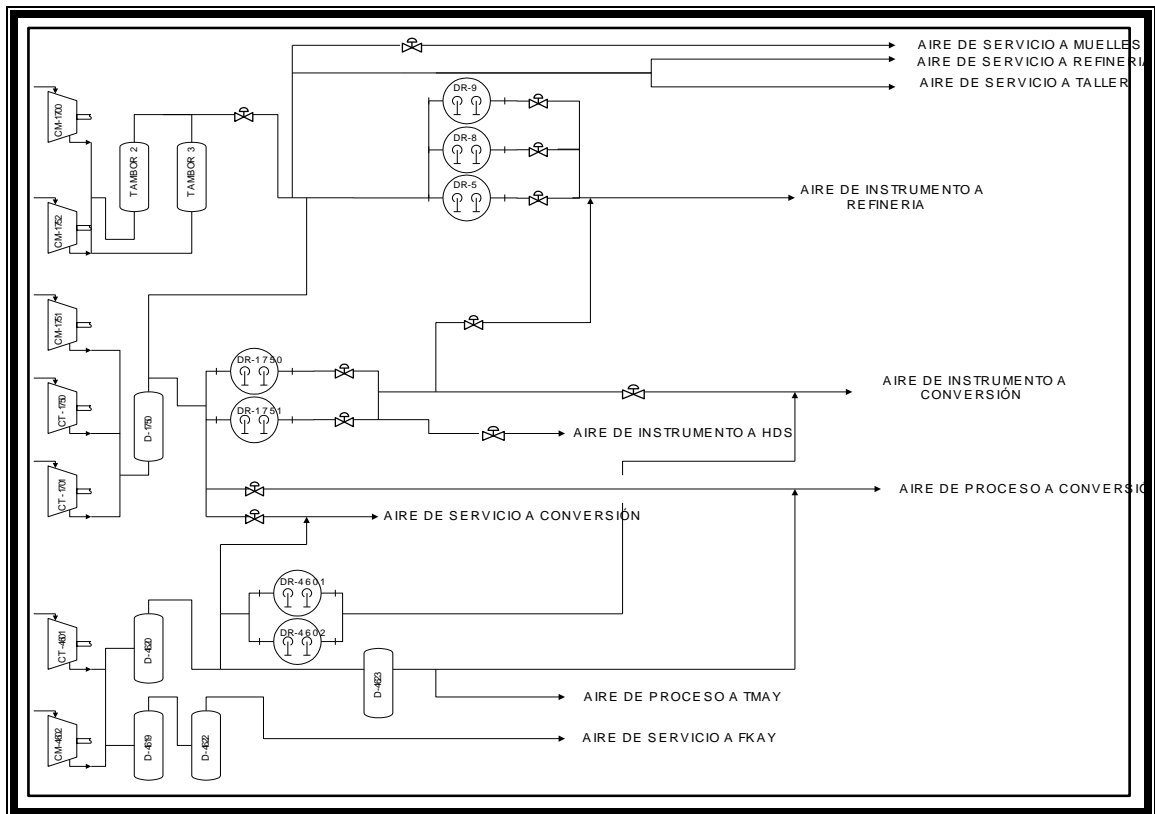 AIRE DE SERVICIO A MUELLES
AIRE DE SERVICIO A REFINERIA
AIRE DE SERVICIO A TALLER
DR-9
CM-1700
TAMBOR 2
TAMBOR 3
DR-8
DR-5
AIRE DE INSTRUMENTO A
REFINERIA
CM-1752
CM-1751
DR-1750
AIRE DE INSTRUMENTO A
CONVERSIÓN
CT-1750
D-1750
DR-1751
AIRE DE INSTRUMENTO A HDS
CT-1701
AIRE DE PROCESO A CONVERSIÓ
AIRE DE SERVICIO A CONVERSIÓN
DR-4601
CT-4601
D-4620
DR-4602
D-4623
AIRE DE PROCESO A TMAY
CM-4602
D-4619
D-4622
AIRE DE SERVICIO A FKAY